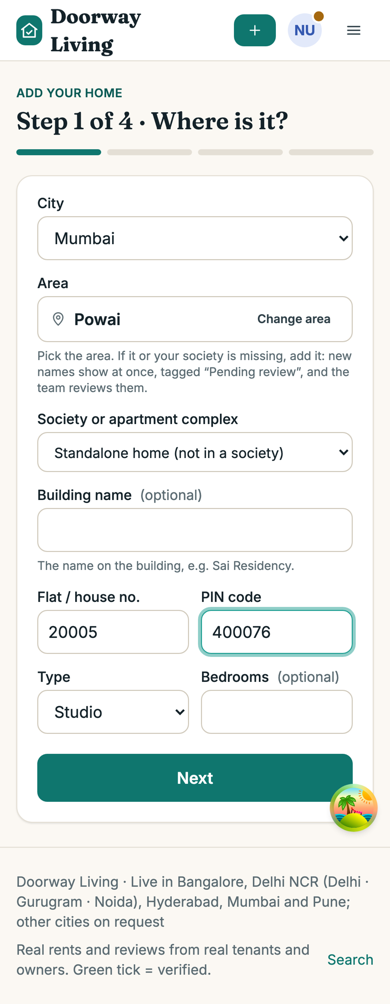 Doorway
Living
+
NU
ADD YOUR HOME
Step 1 of 4 · Where is it?
City
Mumbai
Area
Powai
Change area
Pick the area. If it or your society is missing, add it: new
names show at once, tagged “Pending review”, and the
team reviews them.
Society or apartment complex
Standalone home (not in a society)
Building name (optional)
The name on the building, e.g. Sai Residency.
Flat / house no. PIN code
20005 400076
Type Bedrooms (optional)
Studio
Next
Doorway Living · Live in Bangalore, Delhi NCR (Delhi ·
Gurugram · Noida), Hyderabad, Mumbai and Pune;
other cities on request
Real rents and reviews from real tenants and
owners. Green tick = verified.
Search